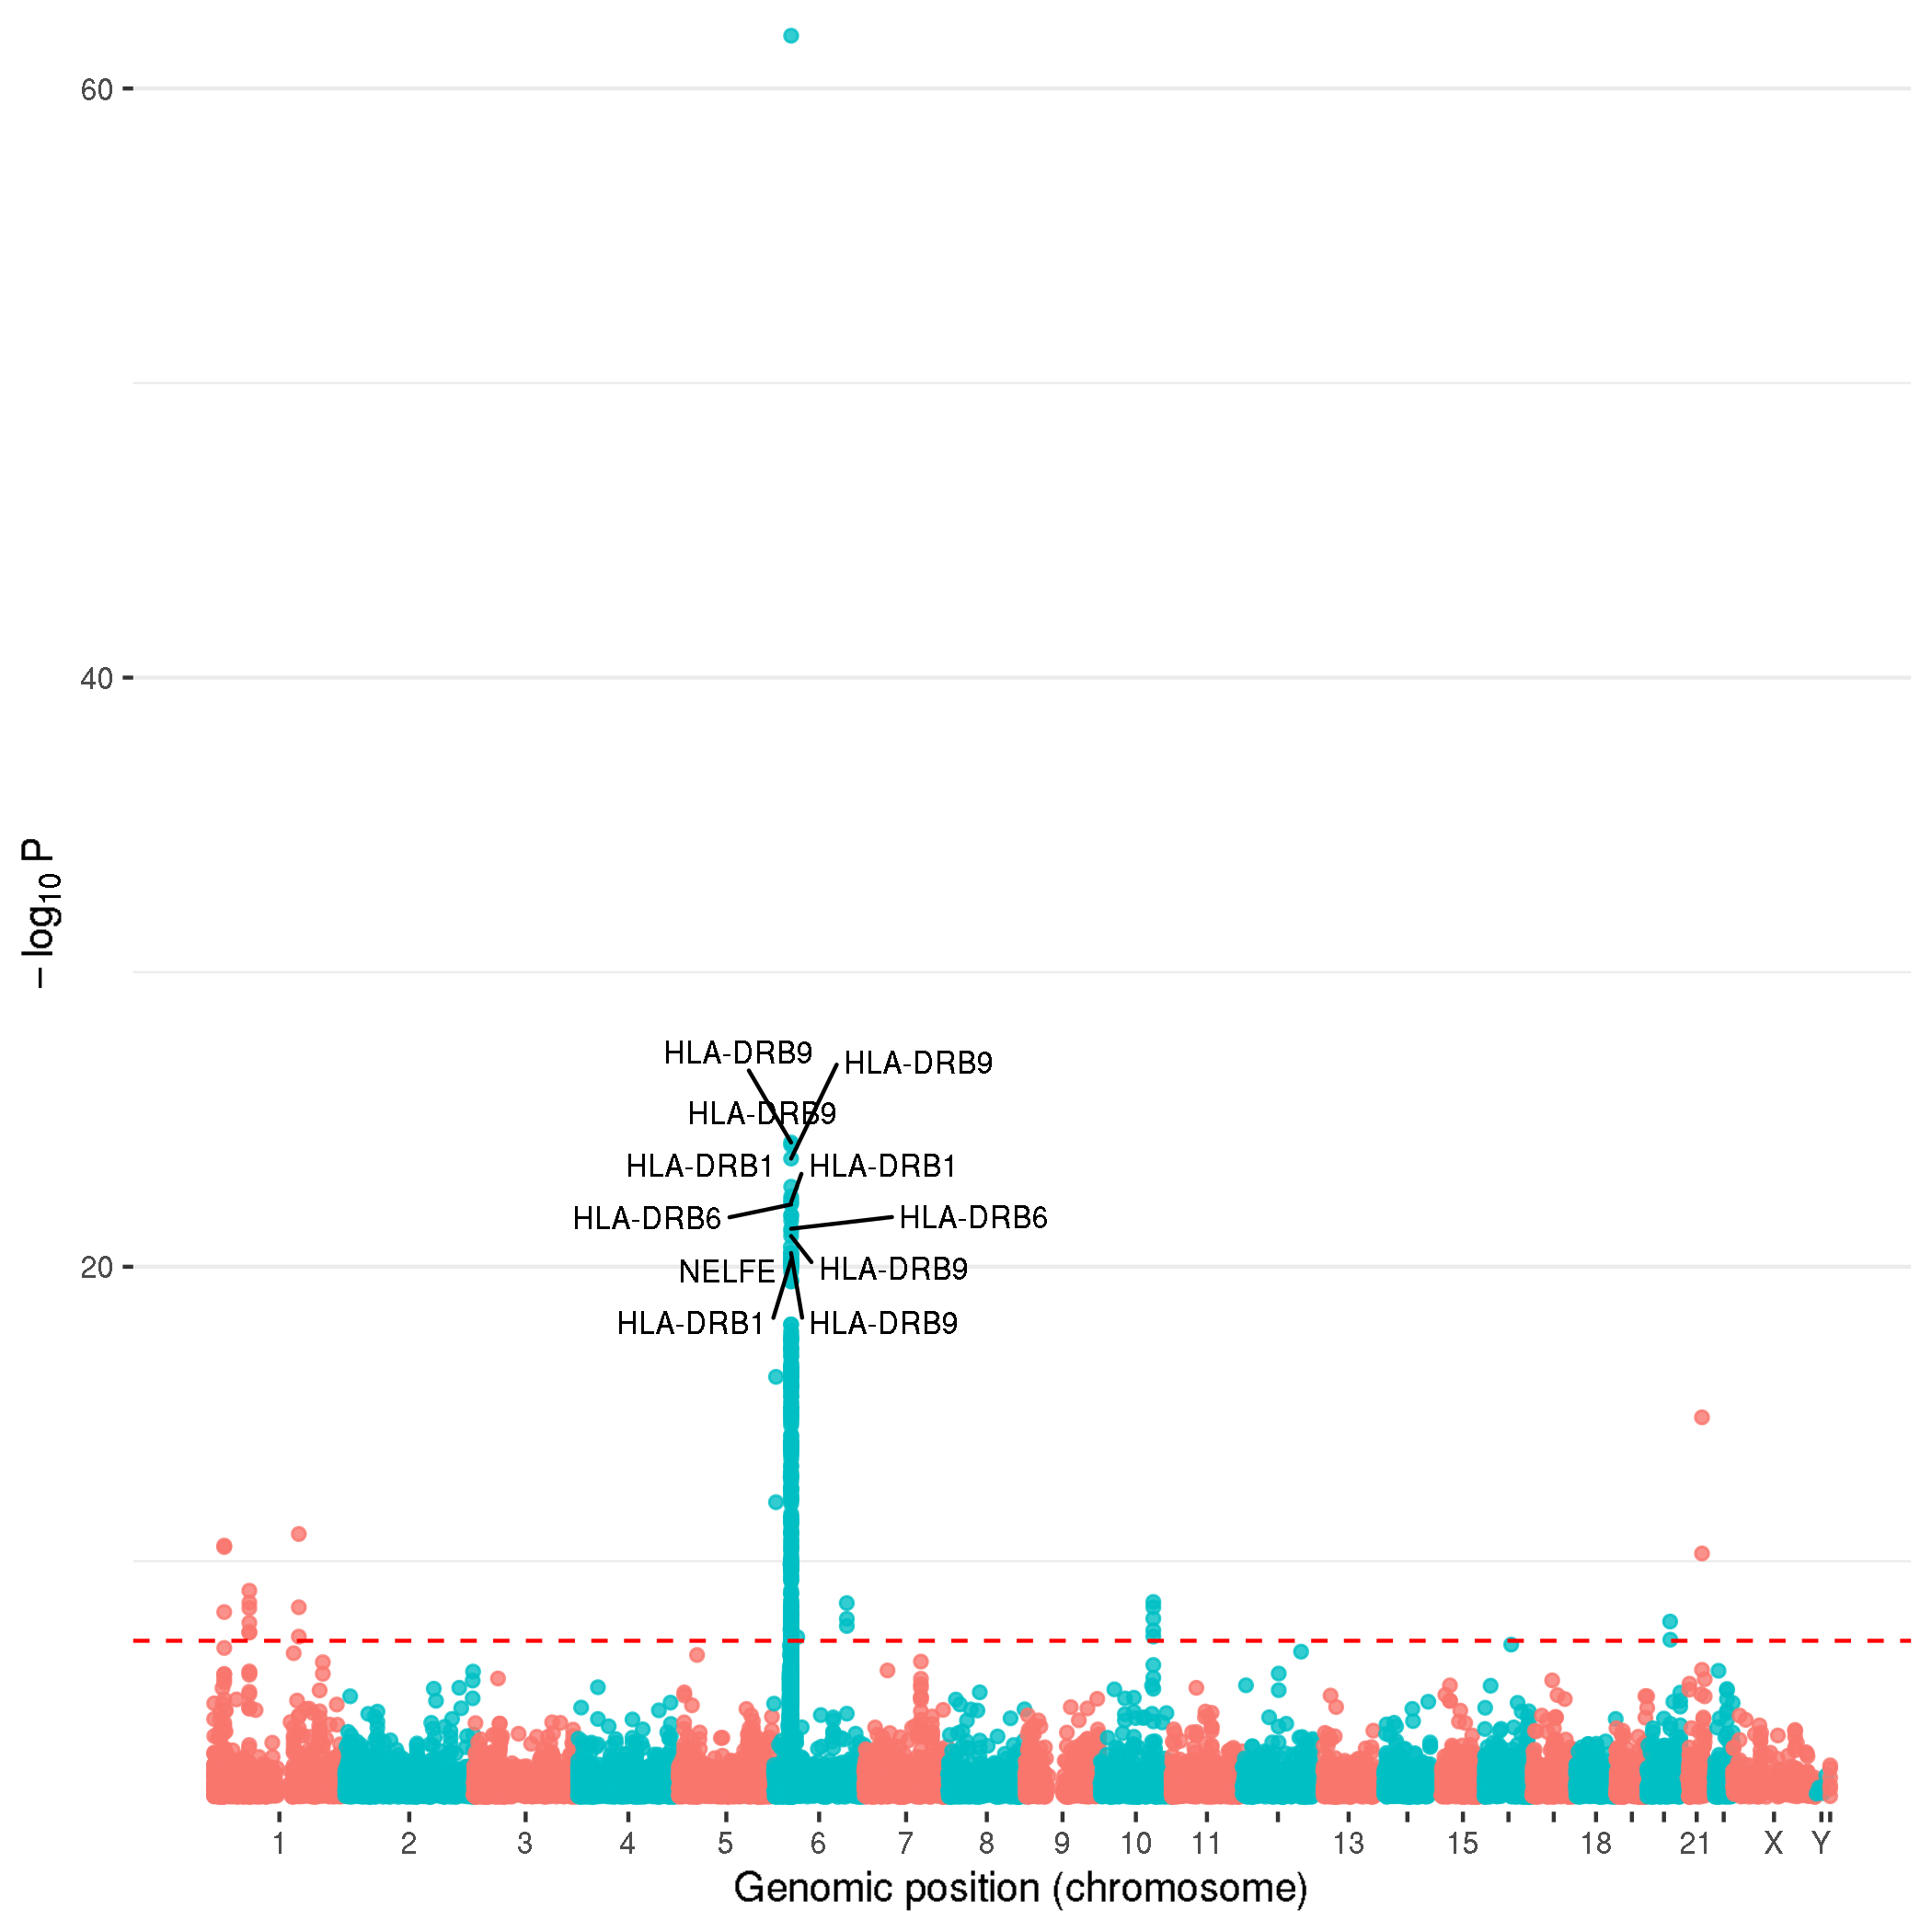 60
40
20
− log10 P
HLA-DRB9
HLA-DRB9
HLA-DRB9
HLA-DRB1 HLA-DRB1
HLA-DRB6 HLA-DRB6
NELFE HLA-DRB9
HLA-DRB1 HLA-DRB9
1 2 3 4 5 6 7 8 9 10 11 13 15 18 21 X Y
Genomic position (chromosome)